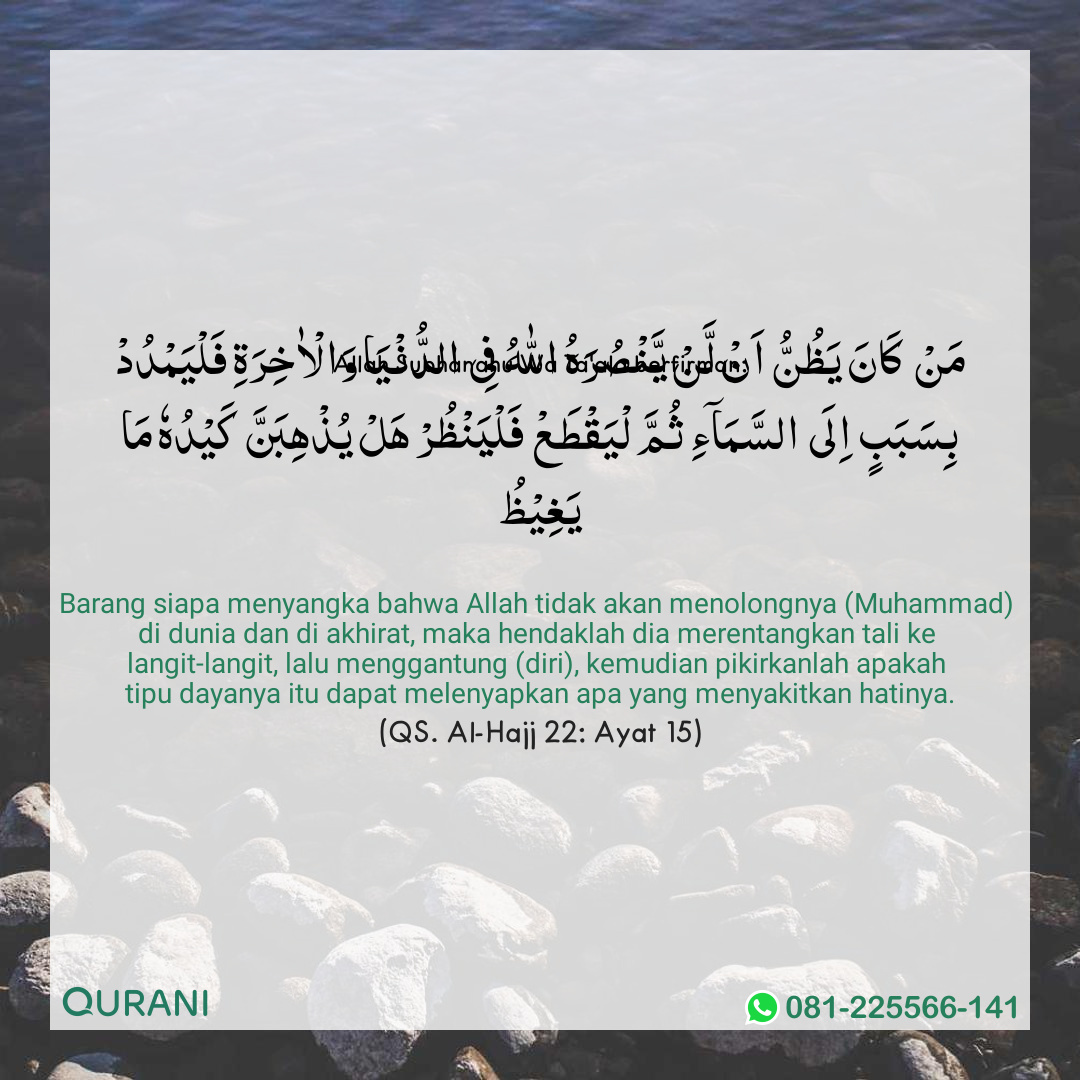 Allah Subhanahu Wa Ta'ala berfirman:
مَنْ كَانَ يَظُنُّ اَنْ لَّنْ يَّنْصُرَهُ اللّٰهُ فِى الدُّنْيَا وَا لْاٰ خِرَةِ فَلْيَمْدُدْ
بِسَبَبٍ اِلَى السَّمَآءِ ثُمَّ لْيَـقْطَعْ فَلْيَنْظُرْ هَلْ يُذْهِبَنَّ كَيْدُهٗ مَا
يَغِيْظُ
Barang siapa menyangka bahwa Allah tidak akan menolongnya (Muhammad)
di dunia dan di akhirat, maka hendaklah dia merentangkan tali ke
langit-langit, lalu menggantung (diri), kemudian pikirkanlah apakah
tipu dayanya itu dapat melenyapkan apa yang menyakitkan hatinya.
(QS. Al-Hajj 22: Ayat 15)
QURANI
081-225566-141